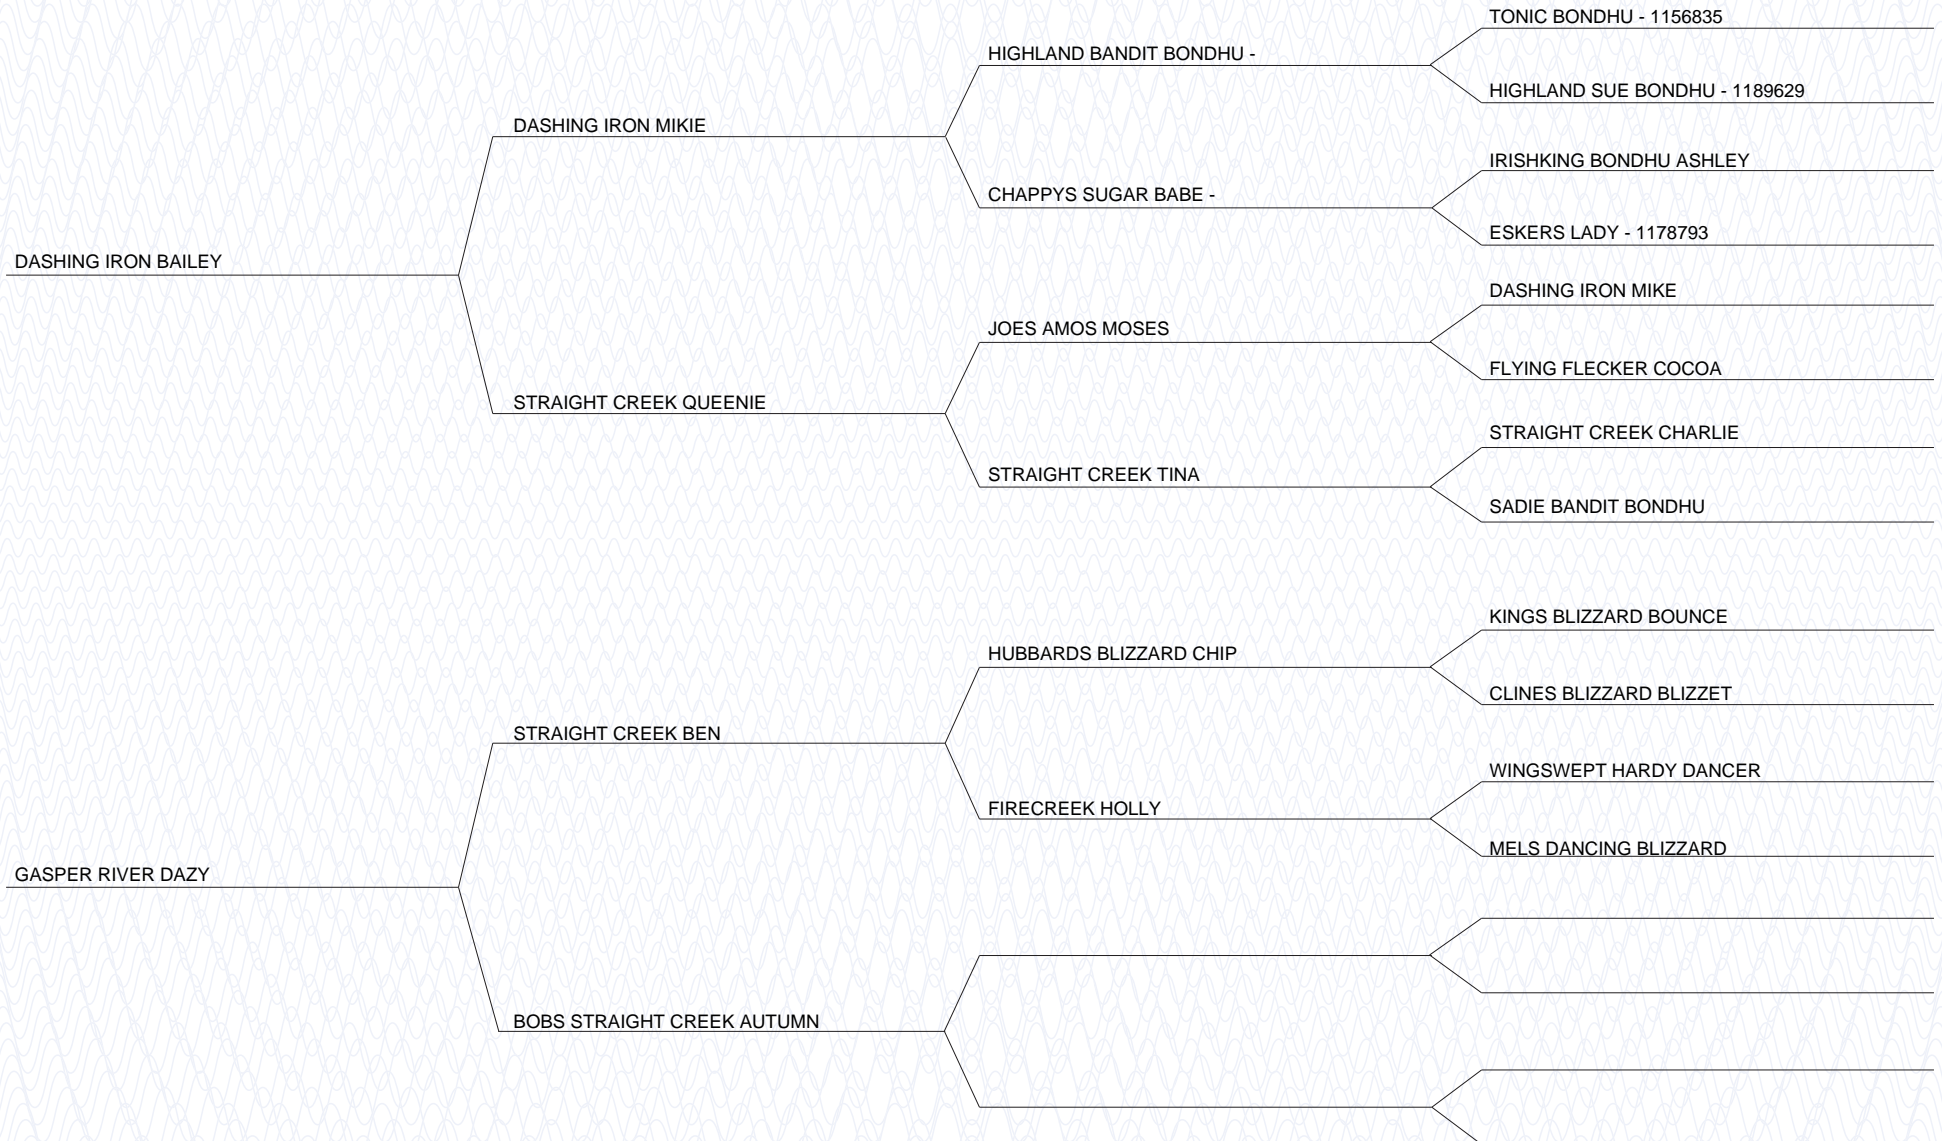 TONIC BONDHU - 1156835
HIGHLAND BANDIT BONDHU -
HIGHLAND SUE BONDHU - 1189629
DASHING IRON MIKIE
IRISHKING BONDHU ASHLEY
CHAPPYS SUGAR BABE -
ESKERS LADY - 1178793
DASHING IRON BAILEY
DASHING IRON MIKE
JOES AMOS MOSES
FLYING FLECKER COCOA
STRAIGHT CREEK QUEENIE
STRAIGHT CREEK CHARLIE
STRAIGHT CREEK TINA
SADIE BANDIT BONDHU
KINGS BLIZZARD BOUNCE
HUBBARDS BLIZZARD CHIP
CLINES BLIZZARD BLIZZET
STRAIGHT CREEK BEN
WINGSWEPT HARDY DANCER
FIRECREEK HOLLY
MELS DANCING BLIZZARD
GASPER RIVER DAZY
BOBS STRAIGHT CREEK AUTUMN